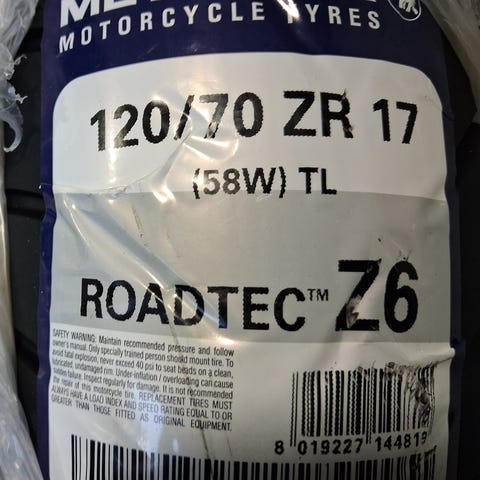 MOTORCYCLE TYRES
120/70 ZR 17
(58W) TL
ROADTEC™ Z6
SAFETY WARNING: Maintain recommended pressure and follow
owner's manual. Only specially trained person should mount tire. To
avoid fatal explosion, never exceed 40 psi to seat beads on a clean,
lubricated, undamaged rim. Under-inflation / overloading can cause
sudden failure. Inspect regularly for damage. It is not recommended
the repair of this motorcycle tire. REPLACEMENT TIRES MUST
ALWAYS HAVE A LOAD INDEX AND SPEED RATING EQUAL TO OR
GREATER THAN THOSE FITTED AS ORIGINAL EQUIPMENT.
8 019227 144819